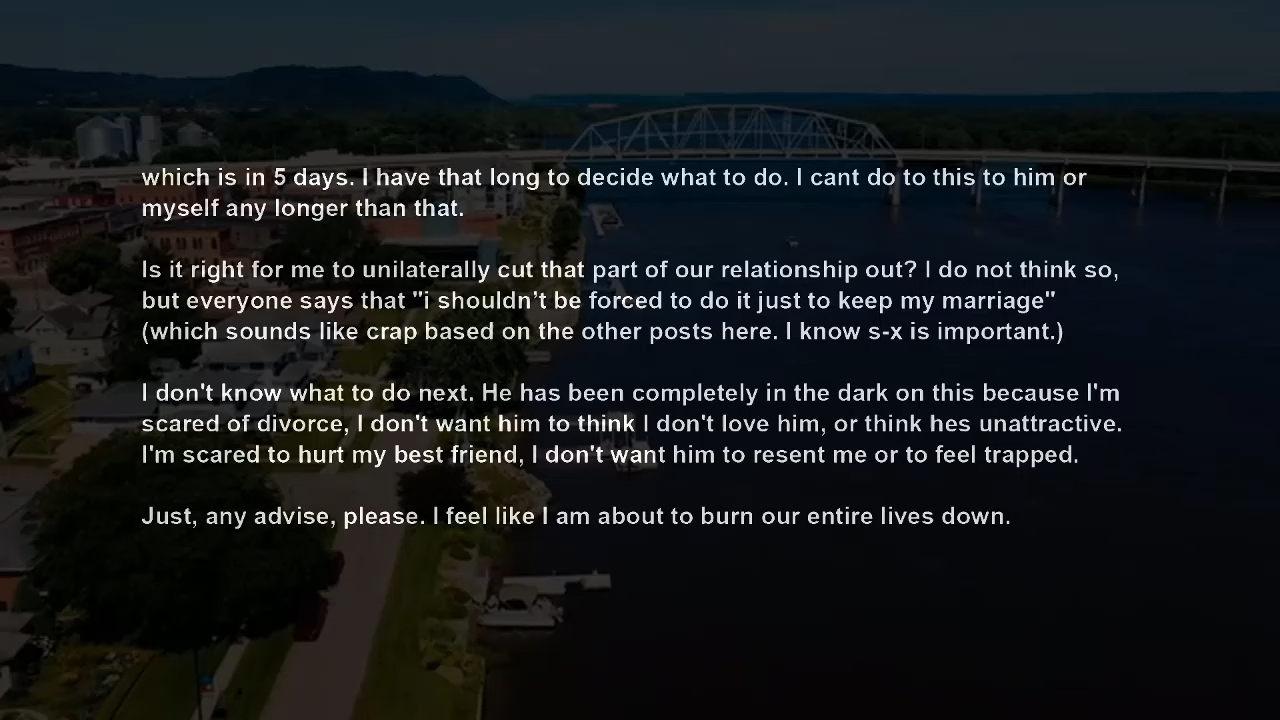 which is in 5 days. I have that long to decide what to do. I cant do to this to him or
myself any longer than that.
Is it right for me to unilaterally cut that part of our relationship out? I do not think so,
but everyone says that "i shouldn't be forced to do it just to keep my marriage"
(which sounds like crap based on the other posts here. I know s-x is important.)
I don't know what to do next. He has been completely in the dark on this because I'm
scared of divorce, I don't want him to think I don't love him, or think hes unattractive.
I'm scared to hurt my best friend, I don't want him to resent me or to feel trapped.
Just, any advise, please. I feel like I am about to burn our entire lives down.